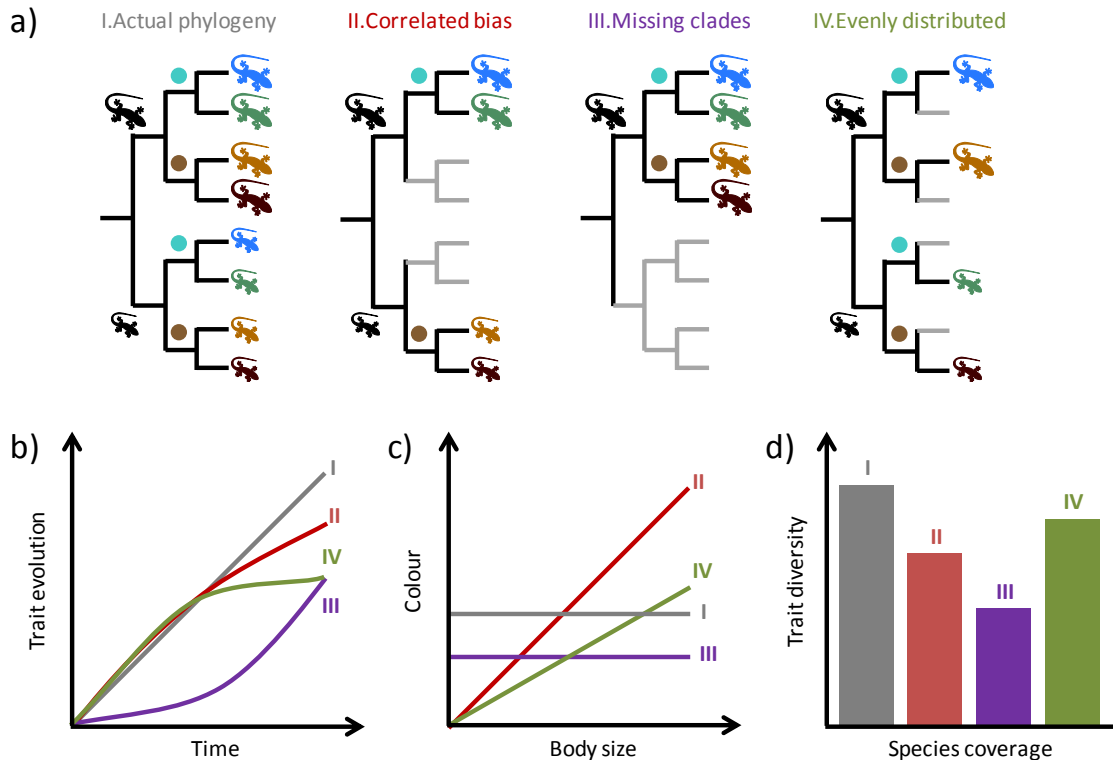 a)
I.Actual phylogeny
II.Correlated bias
III.Missing clades
IV.Evenly distributed
b)
Trait evolution
I
II
IV
III
Time
c)
Colour
II
IV
I
III
Body size
d)
Trait diversity
I
II
III
IV
Species coverage